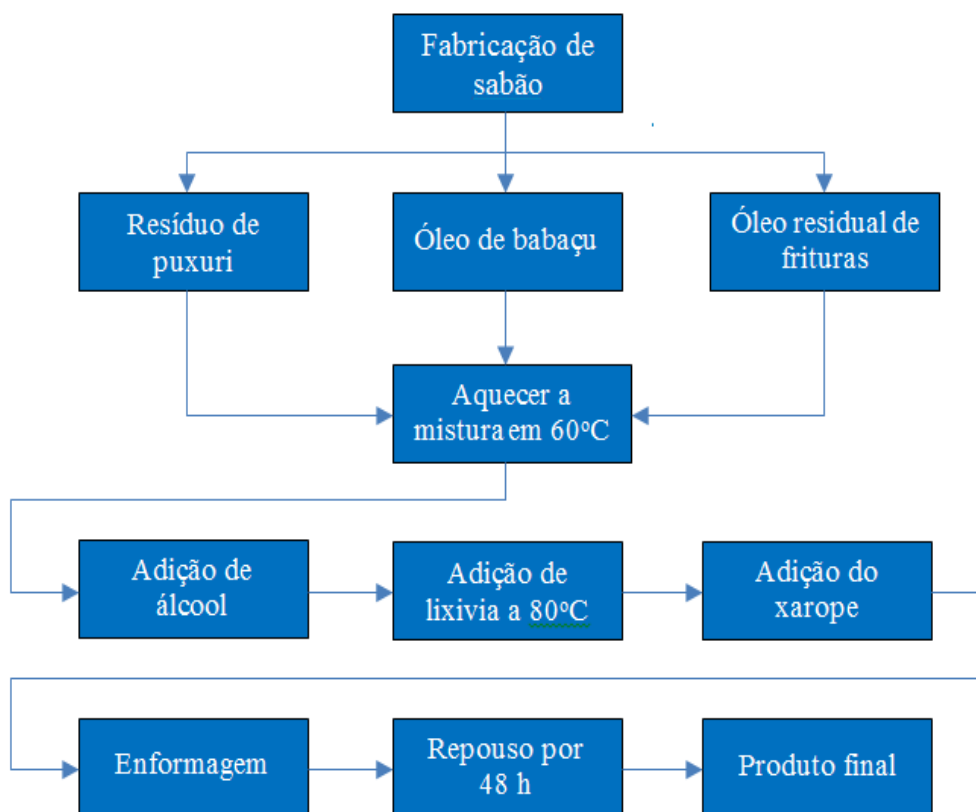 Fabricação de
sabão
Resíduo de
puxuri
Óleo de babaçu
Óleo residual de
frituras
Aquecer a
mistura em 60ºC
Adição de
álcool
Adição de
lixivia a 80ºC
Adição do
xarope
Enformagem
Repouso por
48 h
Produto final